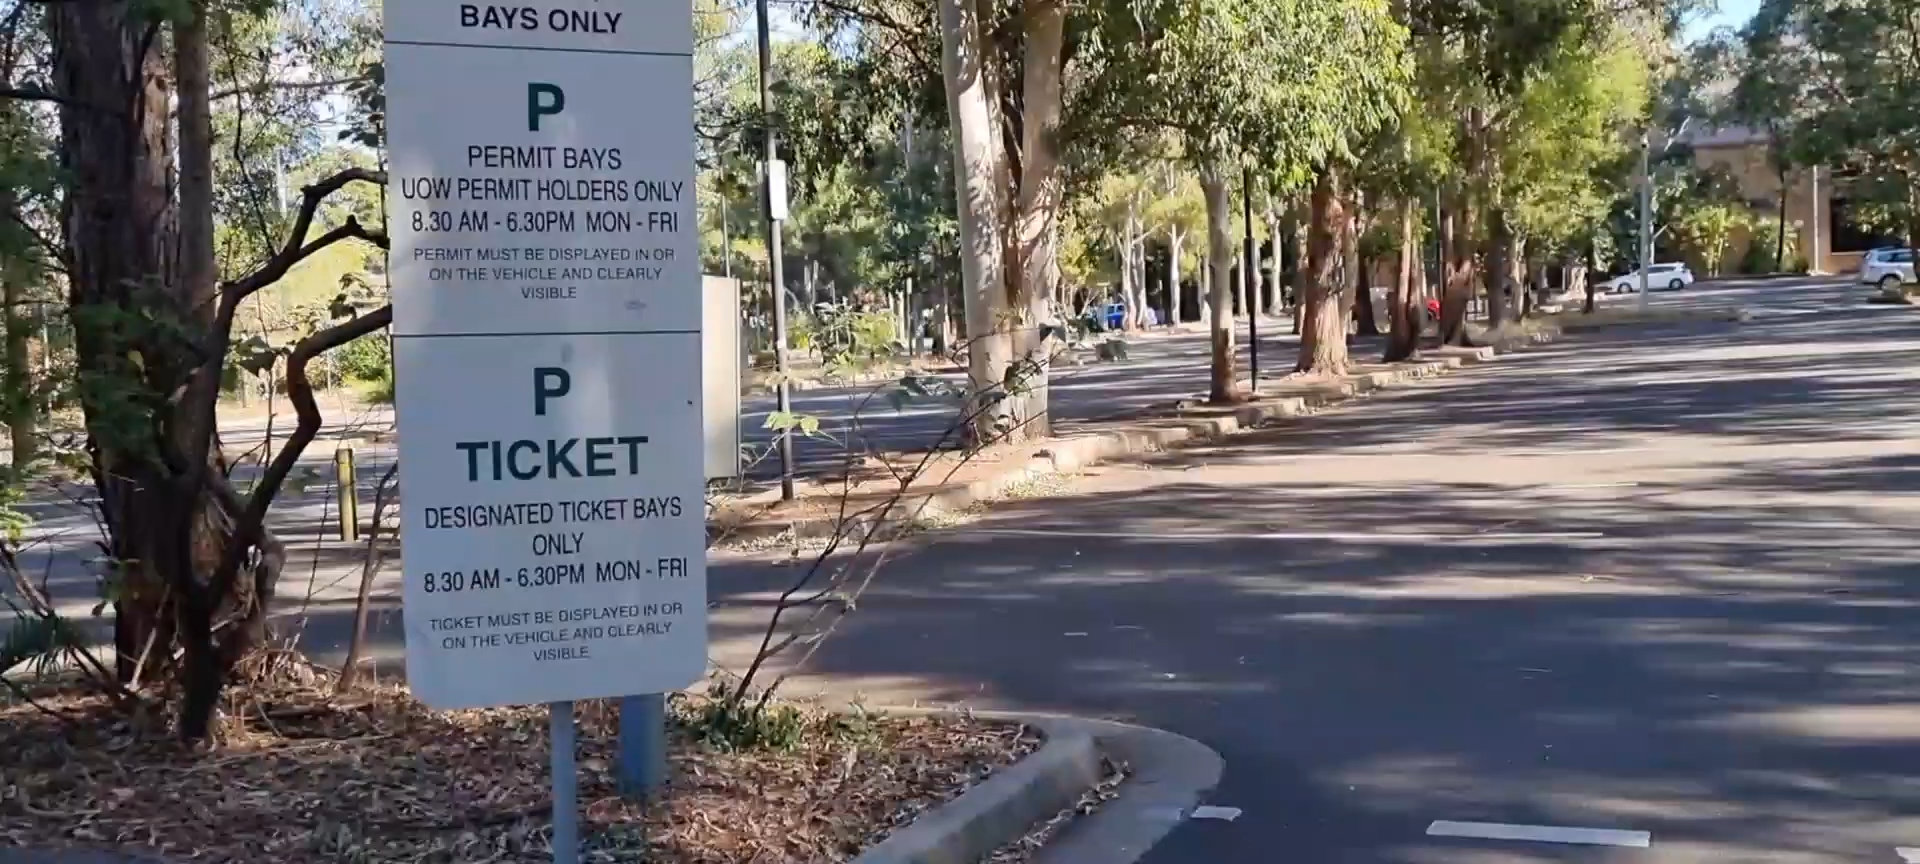 BAYS ONLY
P
PERMIT BAYS
UOW PERMIT HOLDERS ONLY
8.30 AM - 6.30PM MON - FRI
PERMIT MUST BE DISPLAYED IN OR
ON THE VEHICLE AND CLEARLY
VISIBLE
P
TICKET
DESIGNATED TICKET BAYS
ONLY
8.30 AM - 6.30PM MON - FRI
TICKET MUST BE DISPLAYED IN OR
ON THE VEHICLE AND CLEARLY
VISIBLE